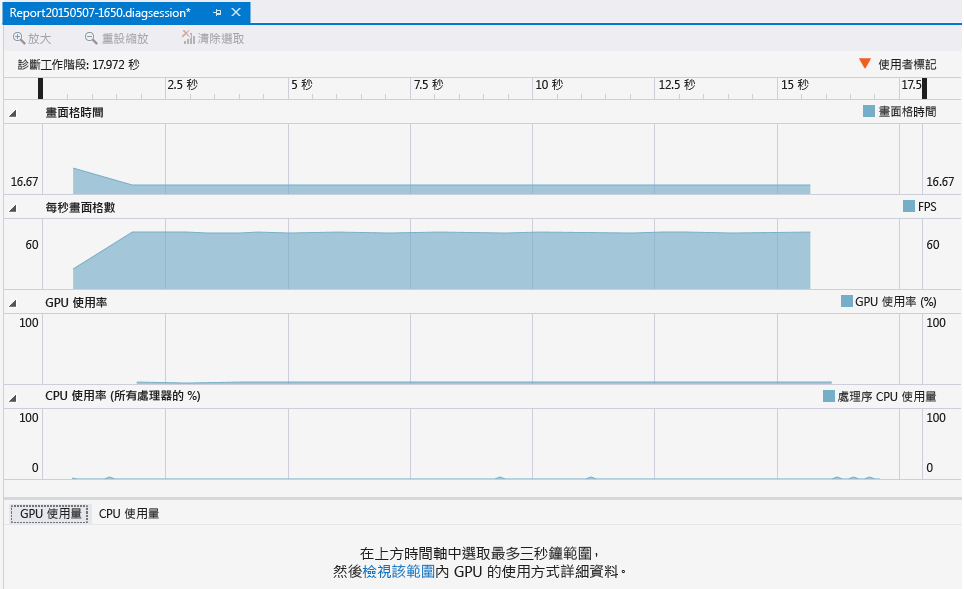 Report20150507-1650.diagsession*
放大 重設縮放 清除選取
診斷工作階段: 17.972 秒 使用者標記
2.5 秒 5 秒 7.5 秒 10 秒 12.5 秒 15 秒 17.5
畫面格時間 畫面格時間
16.67 16.67
每秒畫面格數 FPS
60 60
GPU 使用率 GPU 使用率 (%)
100 100
CPU 使用率 (所有處理器的 %) 處理序 CPU 使用量
100 100
0 0
GPU 使用量 CPU 使用量
在上方時間軸中選取最多三秒鐘範圍，
然後檢視該範圍內 GPU 的使用方式詳細資料。